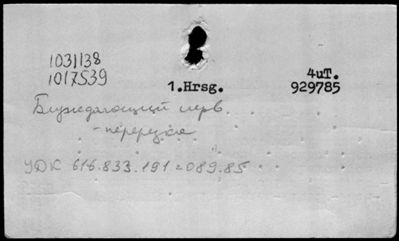 1031138
1017539
1.Hrsg.
4uT.
929785
Блуждающий нерв
- перерезка
УДК 616.833.191=089.85